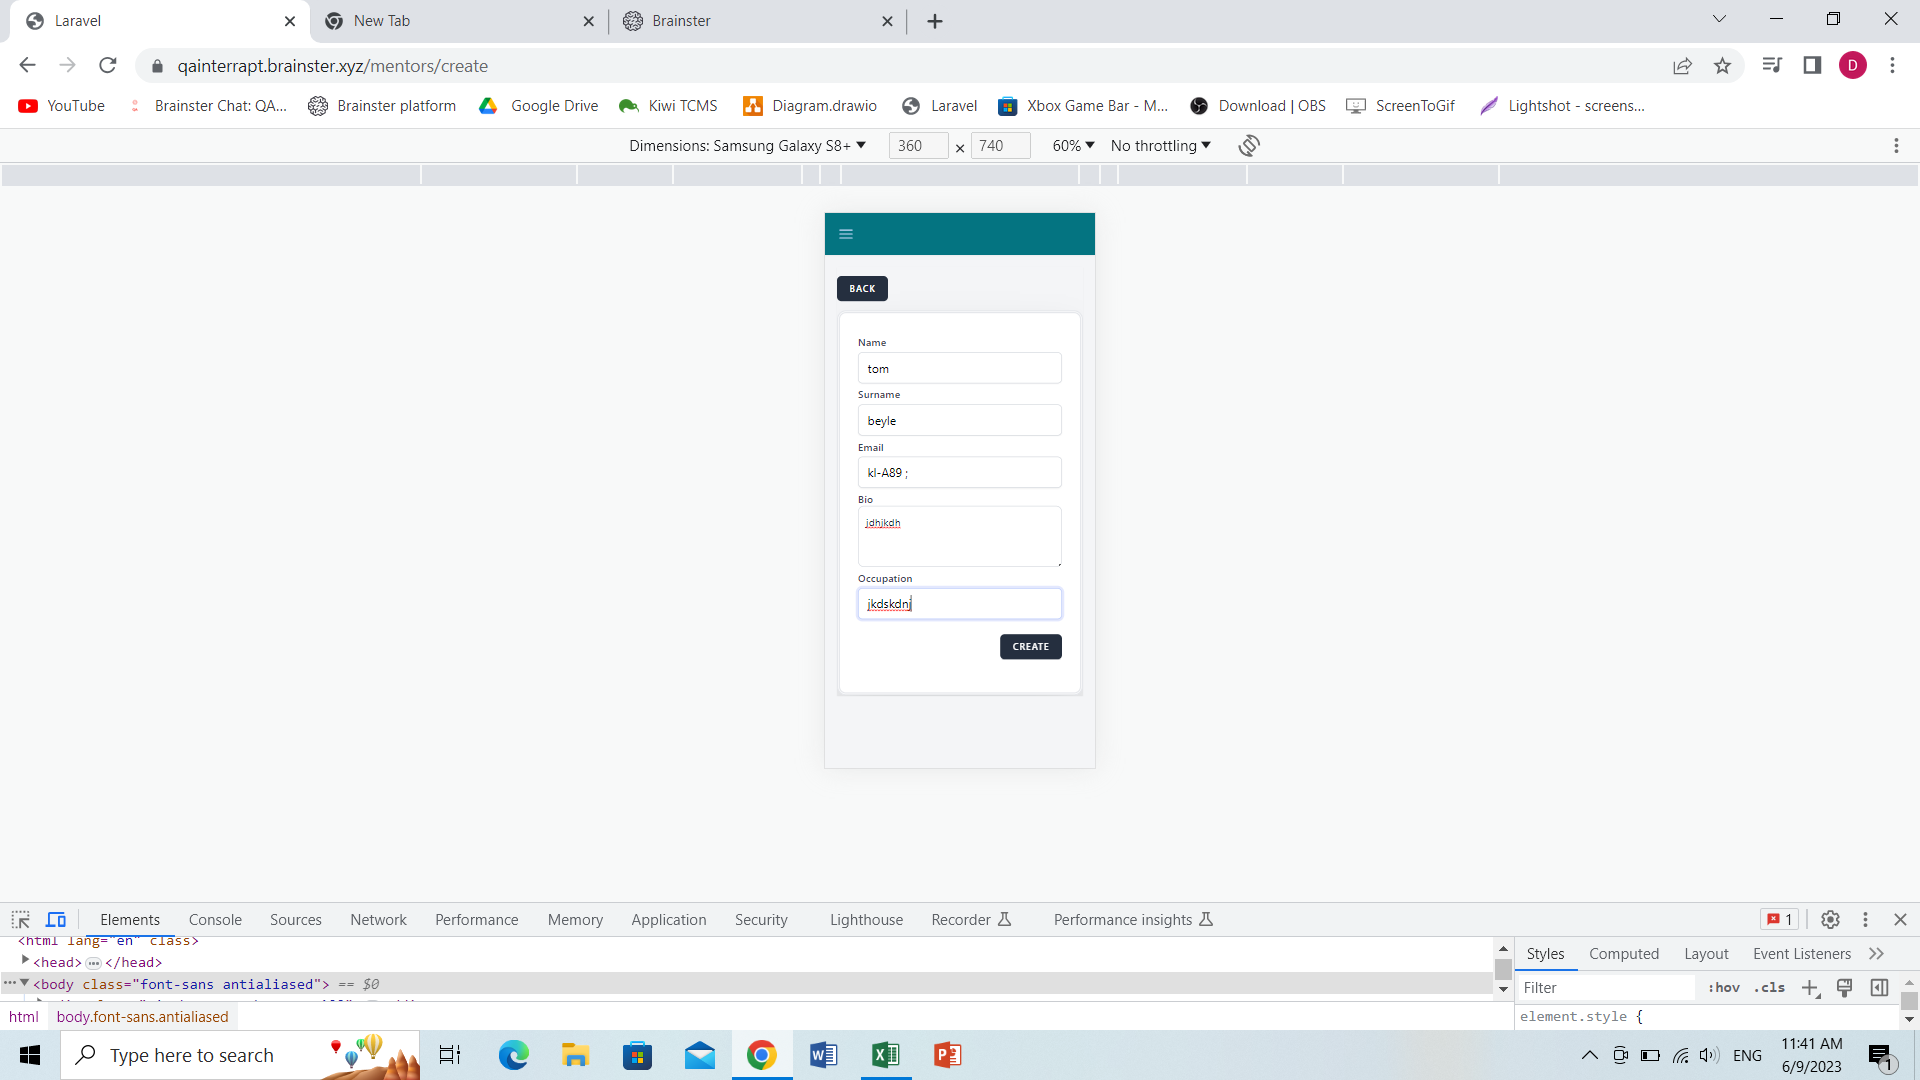 Laravel
New Tab
Brainster
qainterrapt.brainster.xyz/mentors/create
D
YouTube
Brainster Chat: QA...
Brainster platform
Google Drive
Kiwi TCMS
Diagram.drawio
Laravel
Xbox Game Bar - M...
Download | OBS
ScreenToGif
Lightshot - screens...
Dimensions: Samsung Galaxy S8+
360 × 740
60%
No throttling
BACK
Name
tom
Surname
beyle
Email
kl-A89 ;
Bio
jdhjkdh
Occupation
jkdskdnj
CREATE
Elements
Console
Sources
Network
Performance
Memory
Application
Security
Lighthouse
Recorder
Performance insights
1
<html lang="en" class>
<head> ... </head>
<body class="font-sans antialiased"> == $0
html
body.font-sans.antialiased
Styles
Computed
Layout
Event Listeners
Filter
:hov
.cls
element.style {
Type here to search
ENG
11:41 AM
6/9/2023
1